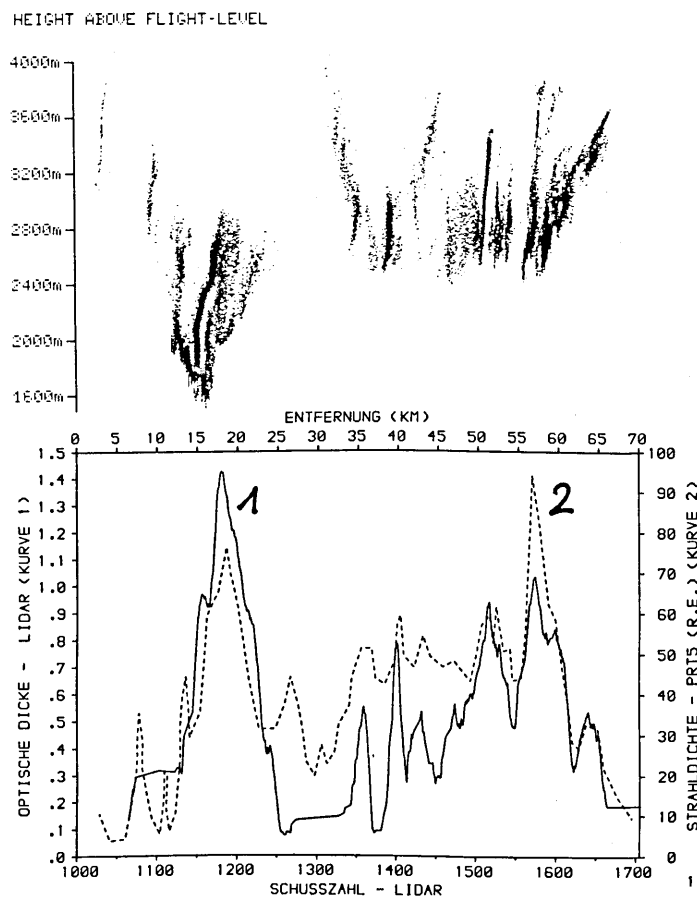 HEIGHT ABOVE FLIGHT-LEVEL
4000m
3600m
3200m
2800m
2400m
2000m
1600m
ENTFERNUNG (KM)
0 5 10 15 20 25 30 35 40 45 50 55 60 65 70
OPTISCHE DICKE - LIDAR (KURVE 1)
1.5
1.4
1.3
1.2
1.1
1.0
.9
.8
.7
.6
.5
.4
.3
.2
.1
.0
1
2
100
90
80
70
60
50
40
30
20
10
0
STRAHLDICHTE - PRT5 (R.E.) (KURVE 2)
1000 1100 1200 1300 1400 1500 1600 1700
SCHUSSZAHL - LIDAR
1